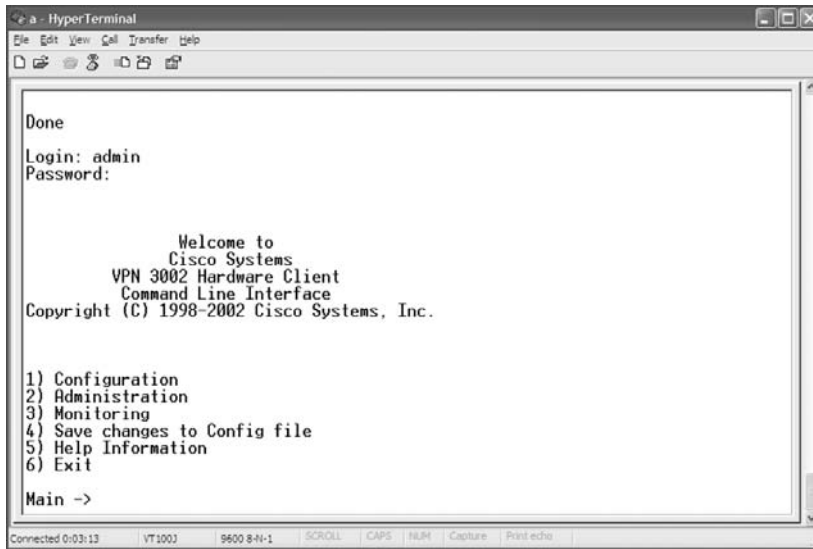 a - HyperTerminal
File Edit View Call Transfer Help
Done
Login: admin
Password:
Welcome to
Cisco Systems
VPN 3002 Hardware Client
Command Line Interface
Copyright (C) 1998-2002 Cisco Systems, Inc.
1) Configuration
2) Administration
3) Monitoring
4) Save changes to Config file
5) Help Information
6) Exit
Main ->
Connected 0:03:13 VT100J 9600 8-N-1 SCROLL CAPS NUM Capture Print echo